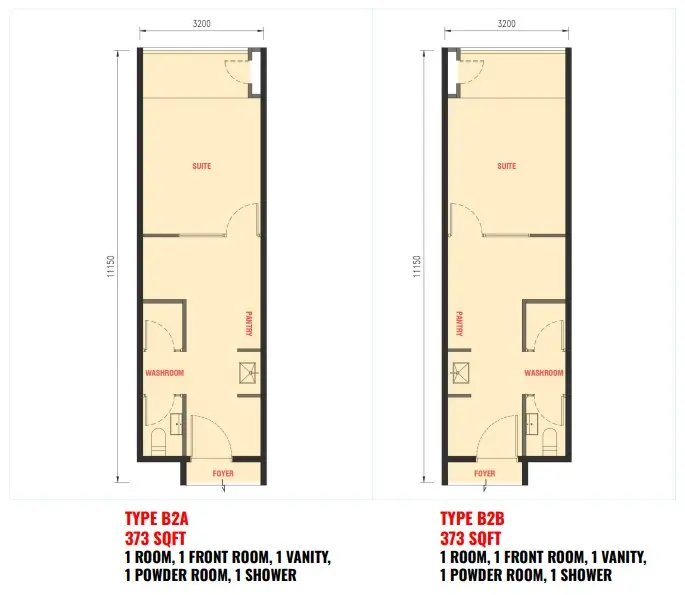 3200
3200
11150
11150
SUITE
SUITE
PANTRY
PANTRY
WASHROOM
WASHROOM
FOYER
FOYER
TYPE B2A
373 SQFT
1 ROOM, 1 FRONT ROOM, 1 VANITY,
1 POWDER ROOM, 1 SHOWER
TYPE B2B
373 SQFT
1 ROOM, 1 FRONT ROOM, 1 VANITY,
1 POWDER ROOM, 1 SHOWER